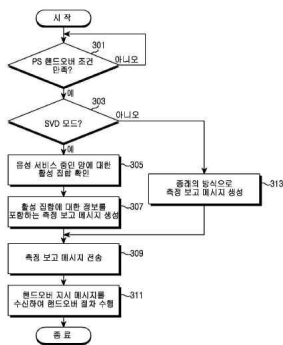 시 작
301
PS 핸드오버 조건
만족?
아니오
예
303
SVD 모드?
아니오
예
음성 서비스 중인 망에 대한
활성 집합 확인
305
활성 집합에 대한 정보를
포함하는 측정 보고 메시지 생성
307
종래의 방식으로
측정 보고 메시지 생성
313
측정 보고 메시지 전송
309
핸드오버 지시 메시지를
수신하여 핸드오버 절차 수행
311
종 료